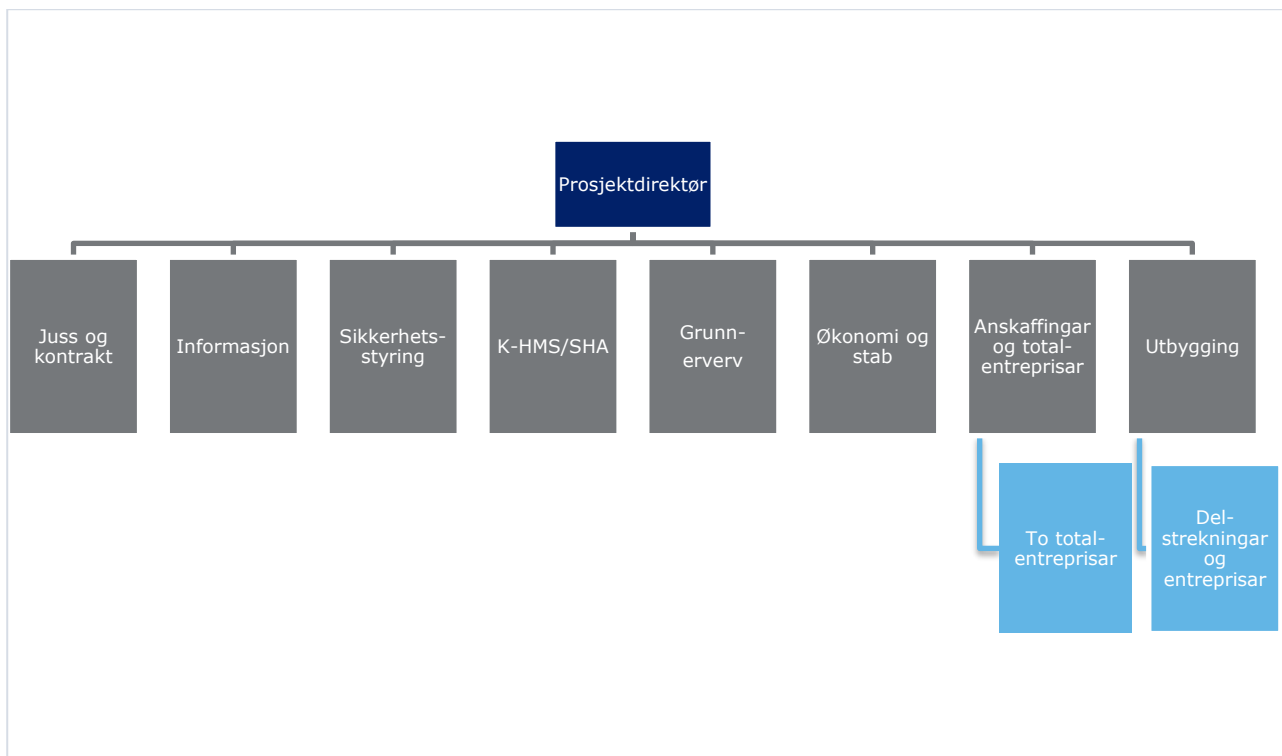 Prosjektdirektør
Juss og
kontrakt
Informasjon
Sikkerhets-
styring
K-HMS/SHA
Grunn-
erverv
Økonomi og
stab
Anskaffingar
og total-
entreprisar
Utbygging
To total-
entreprisar
Del-
strekningar
og
entreprisar